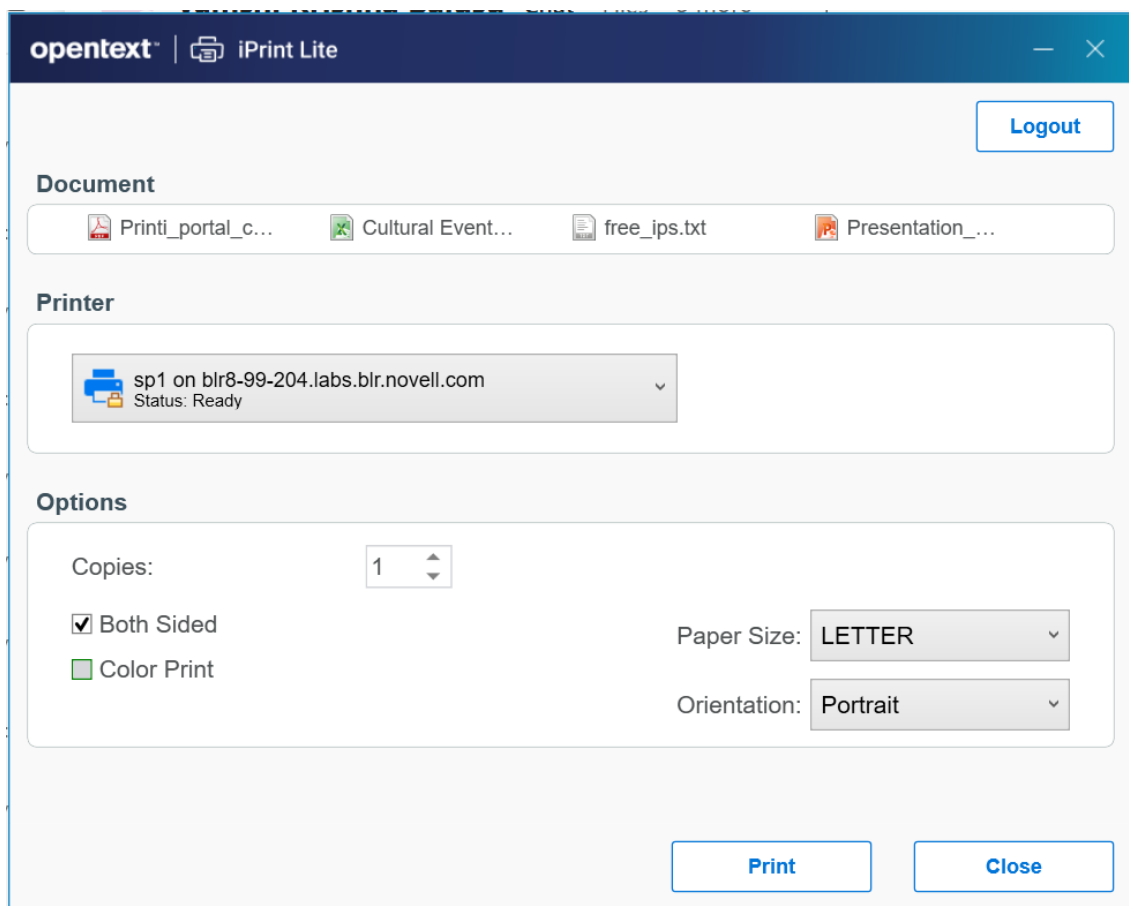 opentext™ | iPrint Lite
Logout
Document
Printi_portal_c... Cultural Event... free_ips.txt Presentation_...
Printer
sp1 on blr8-99-204.labs.blr.novell.com
Status: Ready
Options
Copies: 1
Both Sided
Paper Size: LETTER
Color Print
Orientation: Portrait
Print Close